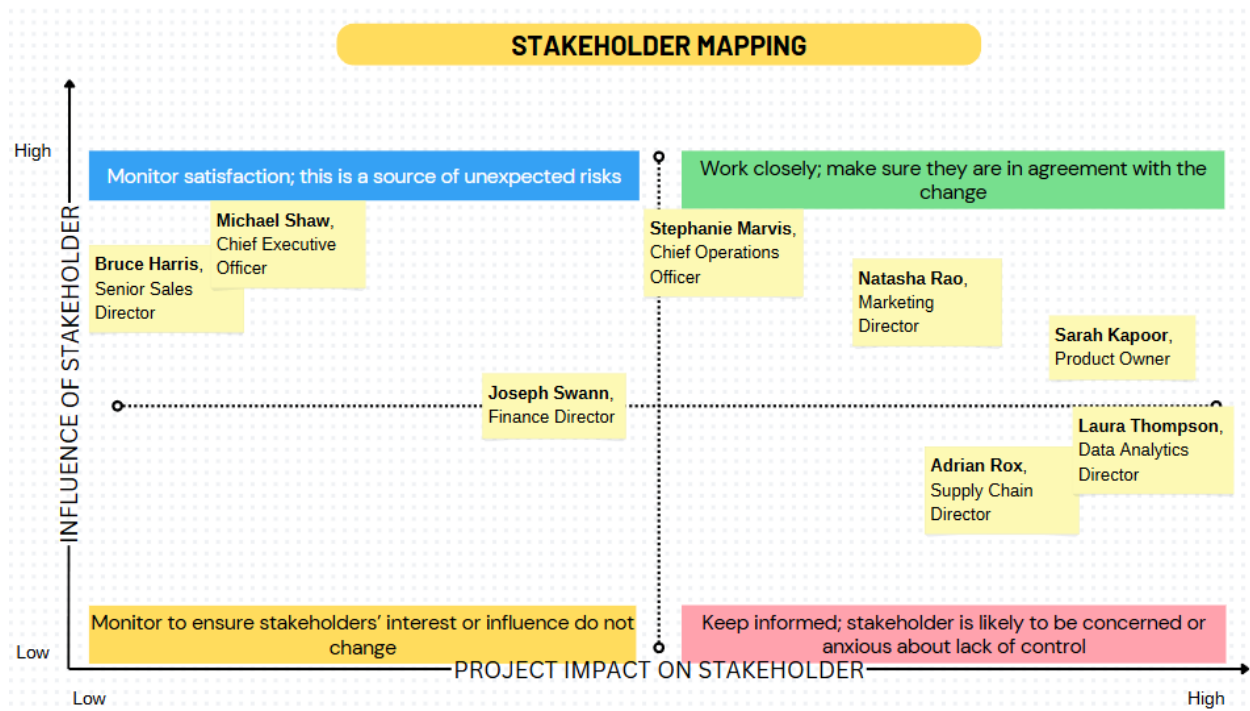 STAKEHOLDER MAPPING
High
Monitor satisfaction; this is a source of unexpected risks
Work closely; make sure they are in agreement with the
change
Michael Shaw,
Chief Executive
Officer
Bruce Harris,
Senior Sales
Director
Stephanie Marvis,
Chief Operations
Officer
Natasha Rao,
Marketing
Director
Sarah Kapoor,
Product Owner
INFLUENCE OF STAKEHOLDER
Joseph Swann,
Finance Director
Laura Thompson,
Data Analytics
Director
Adrian Rox,
Supply Chain
Director
Monitor to ensure stakeholders’ interest or influence do not
change
Keep informed; stakeholder is likely to be concerned or
anxious about lack of control
Low
PROJECT IMPACT ON STAKEHOLDER
Low
High